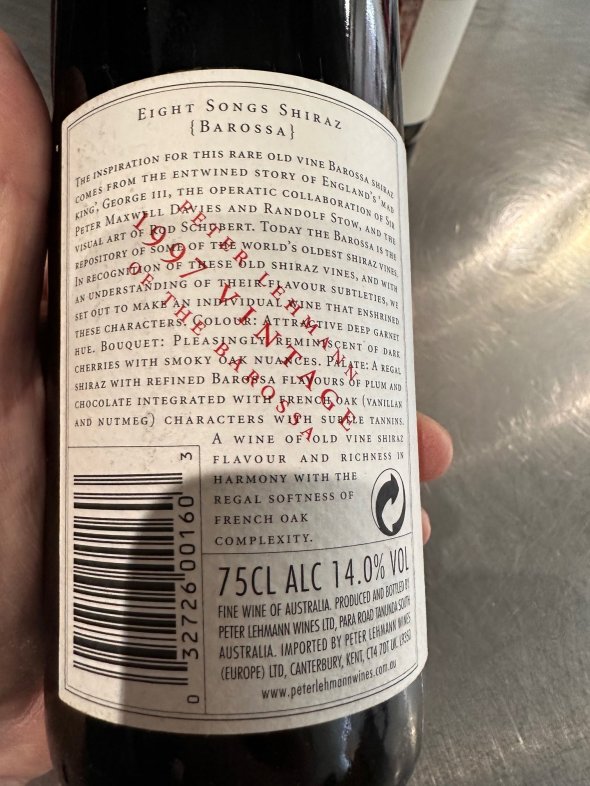 Eight Songs Shiraz
{Barossa}
The inspiration for this rare old vine Barossa shiraz
comes from the entwined story of England's 'mad
king', George III, the operatic collaboration of Sir
Peter Maxwell Davies and Randolf Stow, and the
visual art of Rod Schubert. Today the Barossa is the
repository of some of the world's oldest shiraz vines.
In recognition of these old shiraz vines, and with
an understanding of their flavour subtleties, we
set out to make an individual wine that enshrined
these characters. Colour: Attractive deep garnet
hue. Bouquet: Pleasingly reminiscent of dark
cherries with smoky oak nuances. Palate: A regal
shiraz with refined Barossa flavours of plum and
chocolate integrated with French oak (vanillan
and nutmeg) characters with subtle tannins.
A wine of old vine shiraz
flavour and richness in
harmony with the
regal softness of
French oak
complexity.
PETER LEHMANN
1997 VINTAGE
OF THE BAROSSA
0 32726 00160 3
75CL ALC 14.0% VOL
FINE WINE OF AUSTRALIA. PRODUCED AND BOTTLED BY
PETER LEHMANN WINES LTD, PARA ROAD TANUNDA SOUTH
AUSTRALIA. IMPORTED BY PETER LEHMANN WINES
(EUROPE) LTD, CANTERBURY, KENT, CT4 7DT UK.
www.peterlehmannwines.com.au